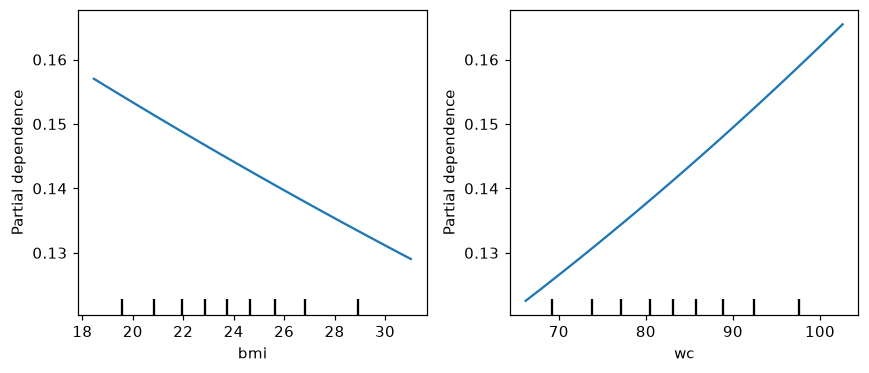 Partial dependence
0.16
0.15
0.14
0.13
18 20 22 24 26 28 30
bmi
Partial dependence
0.16
0.15
0.14
0.13
70 80 90 100
wc